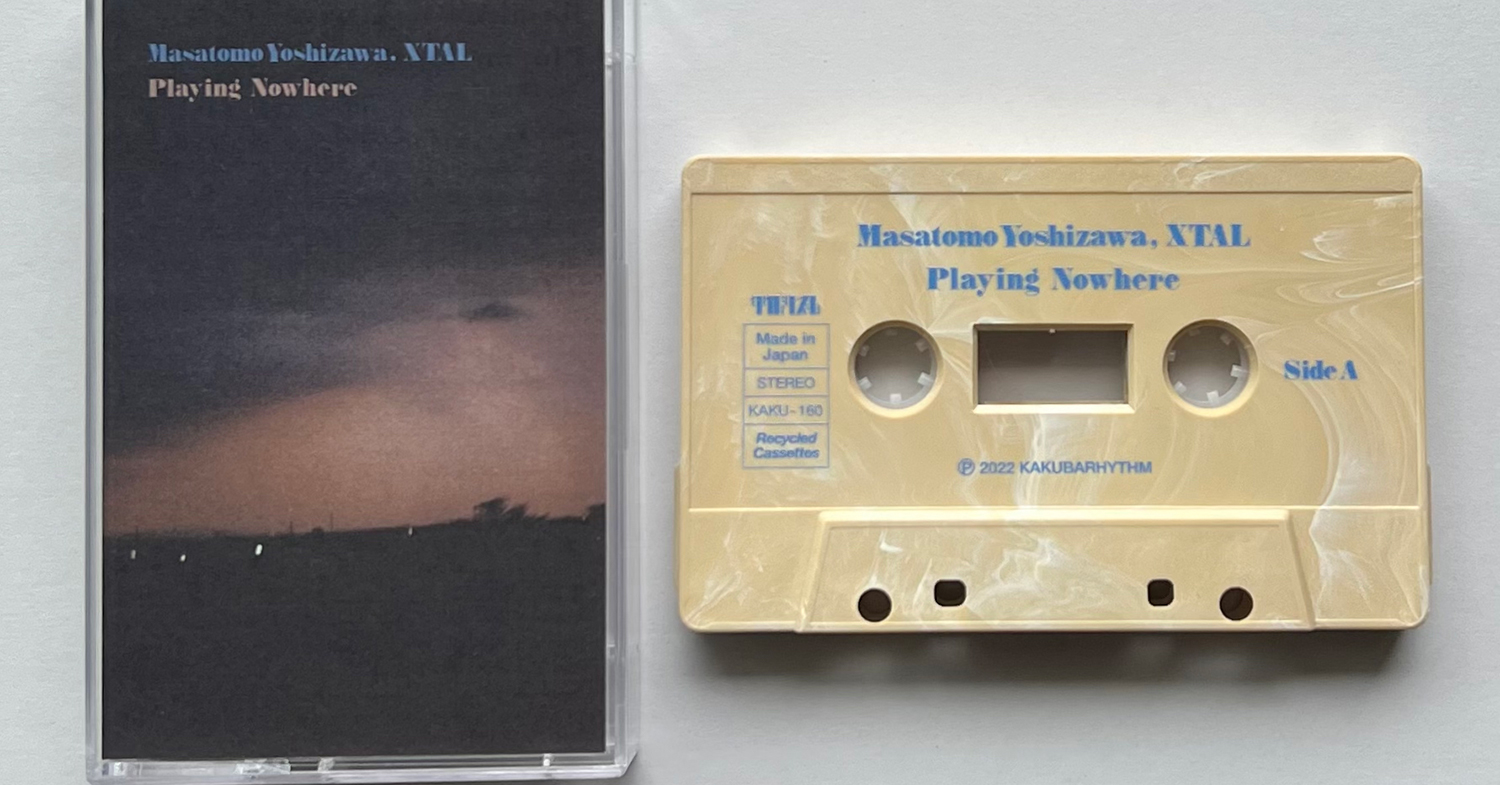 Masatomo Yoshizawa. XTAL
Playing Nowhere
Masatomo Yoshizawa, XTAL
Playing Nowhere
Made in
Japan
STEREO
KAKU-160
Recycled
Cassettes
Side A
Ⓟ 2022 KAKUBARHYTHM